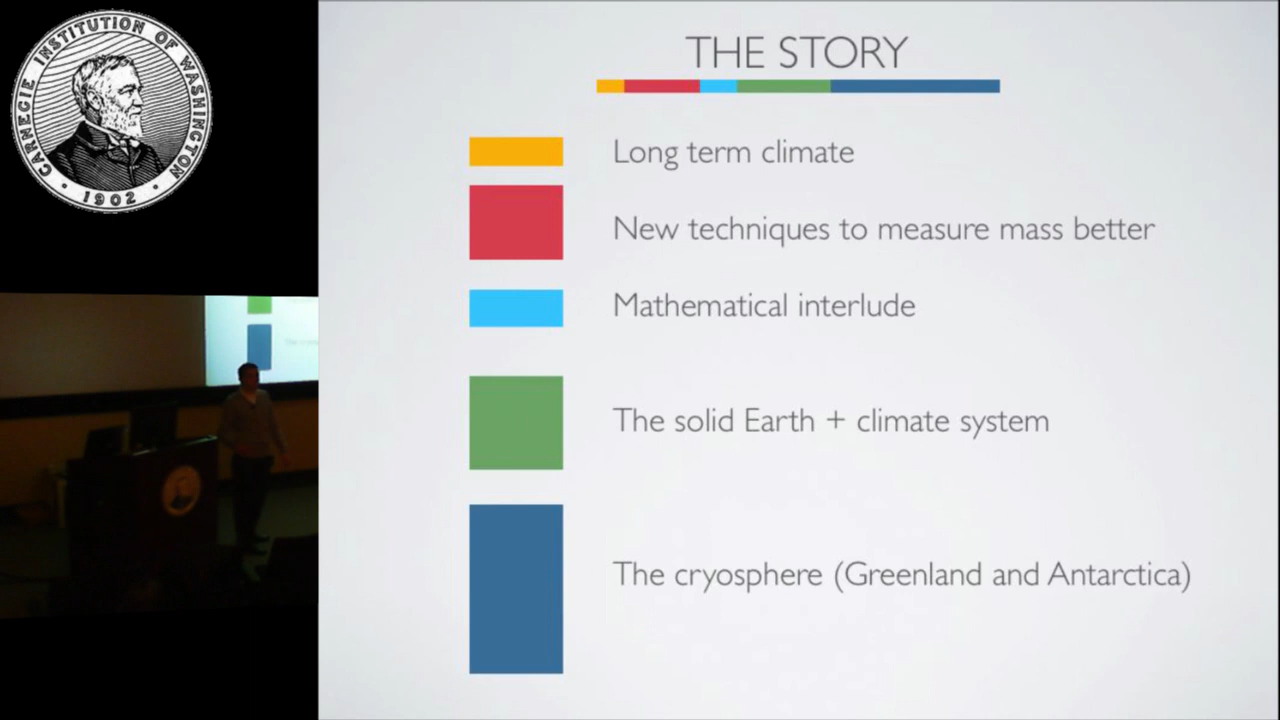 CARNEGIE INSTITUTION OF WASHINGTON
· 1902 ·
THE STORY
Long term climate
New techniques to measure mass better
Mathematical interlude
The solid Earth + climate system
The cryosphere (Greenland and Antarctica)